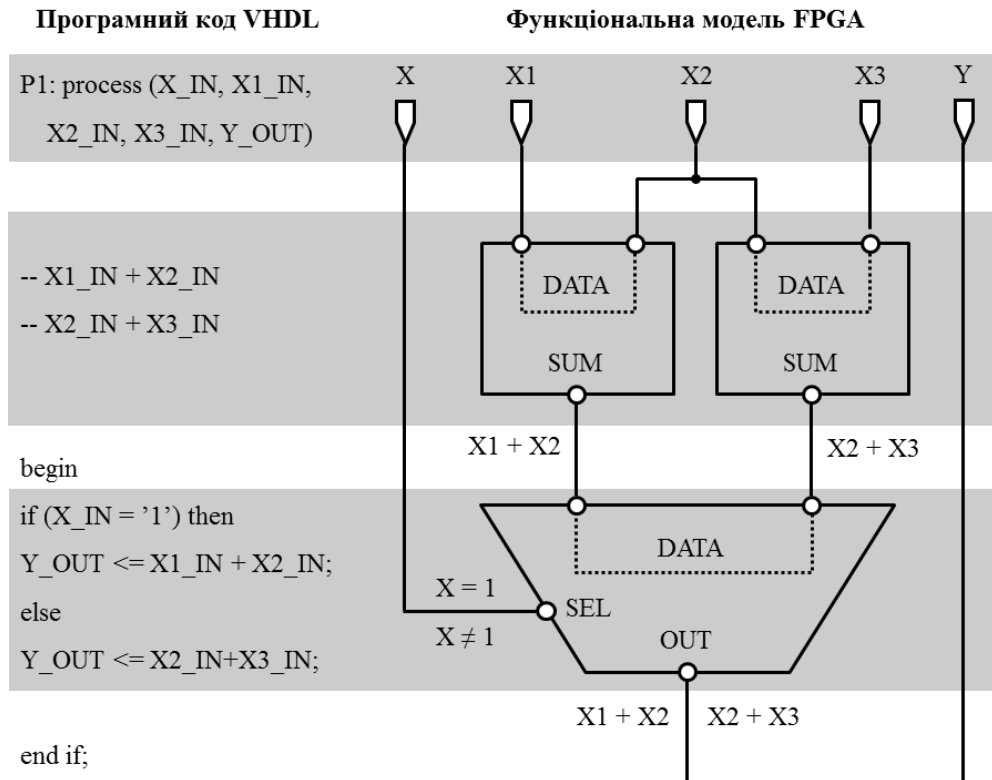 Програмний код VHDL
Функціональна модель FPGA
P1: process (X_IN, X1_IN,
X2_IN, X3_IN, Y_OUT)
X
X1
X2
X3
Y
-- X1_IN + X2_IN
-- X2_IN + X3_IN
DATA
DATA
SUM
SUM
X1 + X2
X2 + X3
begin
if (X_IN = ’1’) then
Y_OUT <= X1_IN + X2_IN;
else
Y_OUT <= X2_IN+X3_IN;
DATA
X = 1
SEL
X ≠ 1
OUT
X1 + X2
X2 + X3
end if;